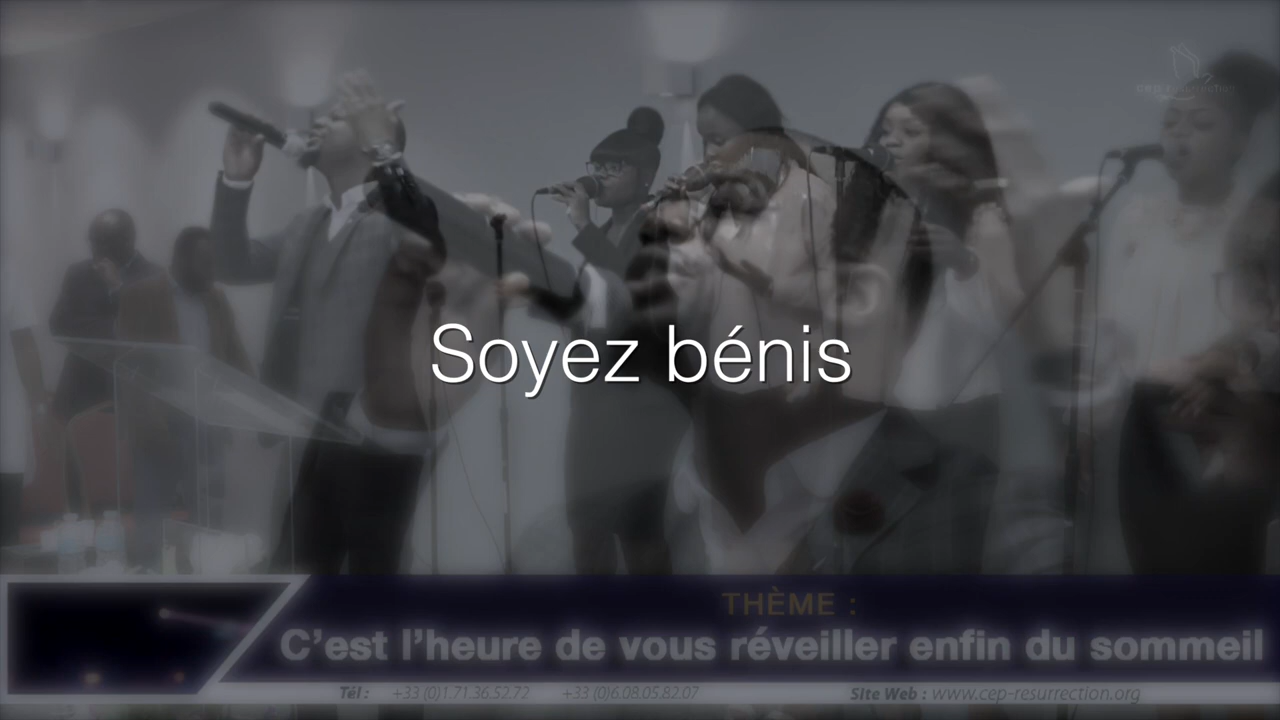 Soyez bénis
THÈME :
C'est l'heure de vous réveiller enfin du sommeil
Tél : +33 (0)1.71.36.52.72 +33 (0)6.08.05.82.07 Site Web : www.cep-resurrection.org